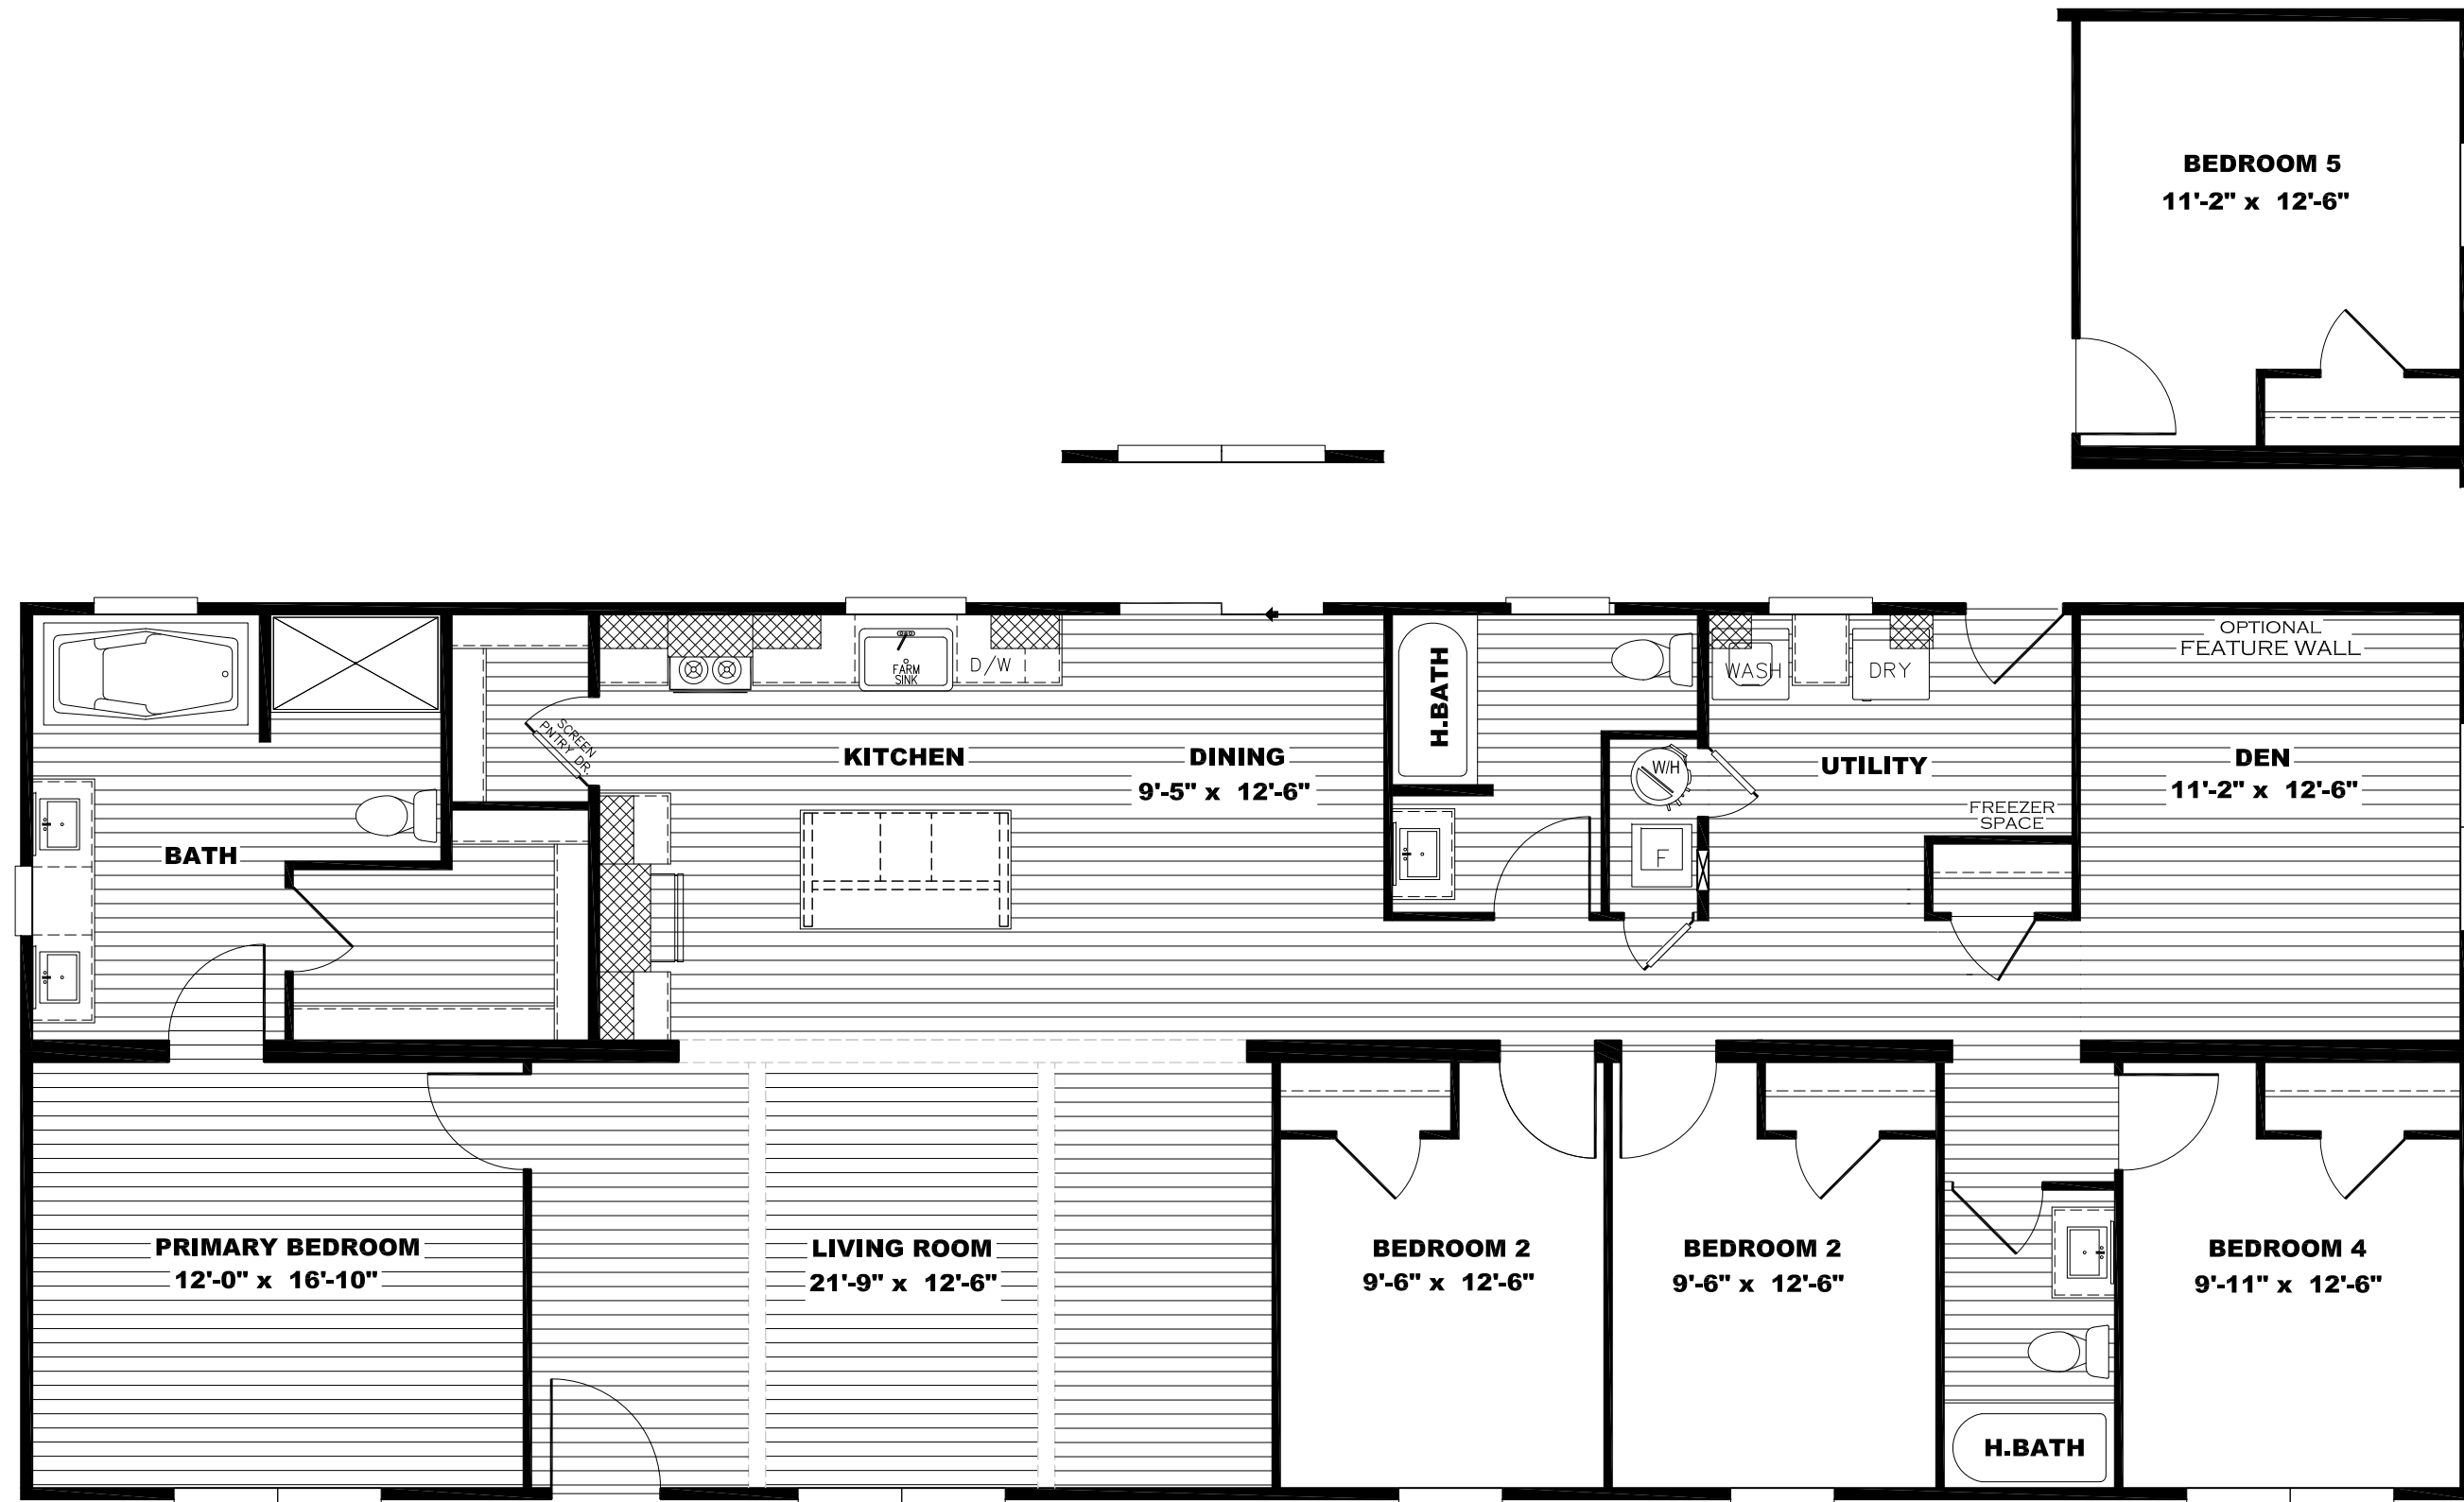 BEDROOM 5
11'-2" x 12'-6"
OPTIONAL
FEATURE WALL
FARM
SINK
D/W
WASH
DRY
H.BATH
SCREEN
PNTRY DR.
KITCHEN
DINING
9'-5" x 12'-6"
W/H
UTILITY
DEN
11'-2" x 12'-6"
FREEZER
SPACE
BATH
F
PRIMARY BEDROOM
12'-0" x 16'-10"
LIVING ROOM
21'-9" x 12'-6"
BEDROOM 2
9'-6" x 12'-6"
BEDROOM 2
9'-6" x 12'-6"
BEDROOM 4
9'-11" x 12'-6"
H.BATH